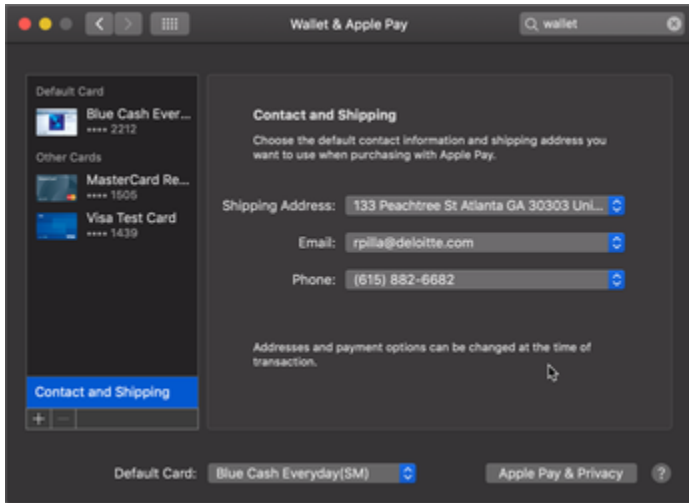 Wallet & Apple Pay
wallet
Default Card
Blue Cash Ever...
•••• 2212
Other Cards
MasterCard Re...
•••• 1505
Visa Test Card
•••• 1439
Contact and Shipping
+ −
Contact and Shipping
Choose the default contact information and shipping address you
want to use when purchasing with Apple Pay.
Shipping Address: 133 Peachtree St Atlanta GA 30303 Uni...
Email: rpilla@deloitte.com
Phone: (615) 882-6682
Addresses and payment options can be changed at the time of
transaction.
Default Card: Blue Cash Everyday(SM)
Apple Pay & Privacy
?